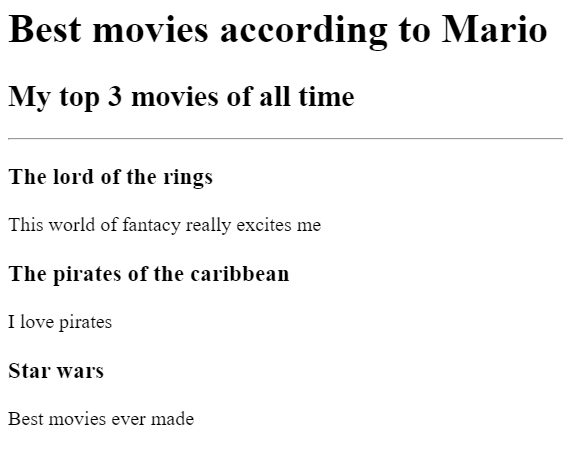 Best movies according to Mario
My top 3 movies of all time
The lord of the rings
This world of fantacy really excites me
The pirates of the caribbean
I love pirates
Star wars
Best movies ever made